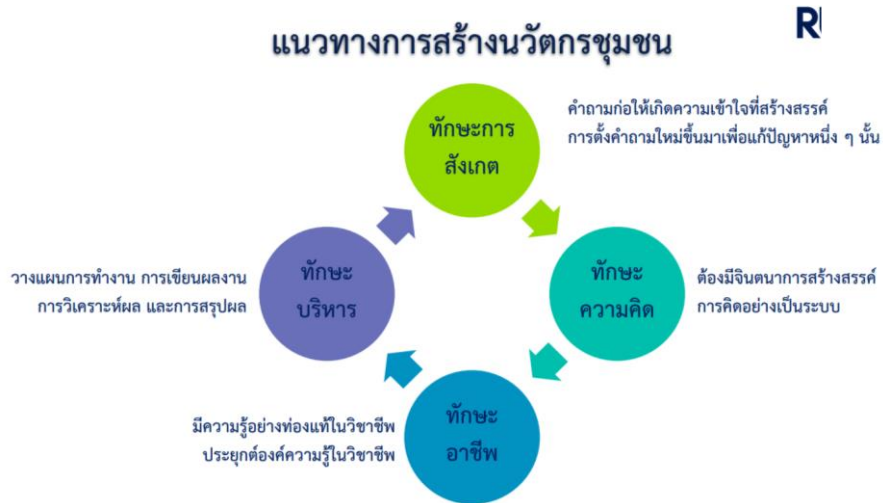 R
แนวทางการสร้างนวัตกรชุมชน
ทักษะการ
สังเกต
คำถามก่อให้เกิดความเข้าใจที่สร้างสรรค์
การตั้งคำถามใหม่ขึ้นมาเพื่อแก้ปัญหาหนึ่ง ๆ นั้น
ทักษะ
ความคิด
ต้องมีจินตนาการสร้างสรรค์
การคิดอย่างเป็นระบบ
ทักษะ
อาชีพ
มีความรู้อย่างท่องแท้ในวิชาชีพ
ประยุกต์องค์ความรู้ในวิชาชีพ
ทักษะ
บริหาร
วางแผนการทำงาน การเขียนผลงาน
การวิเคราะห์ผล และการสรุปผล